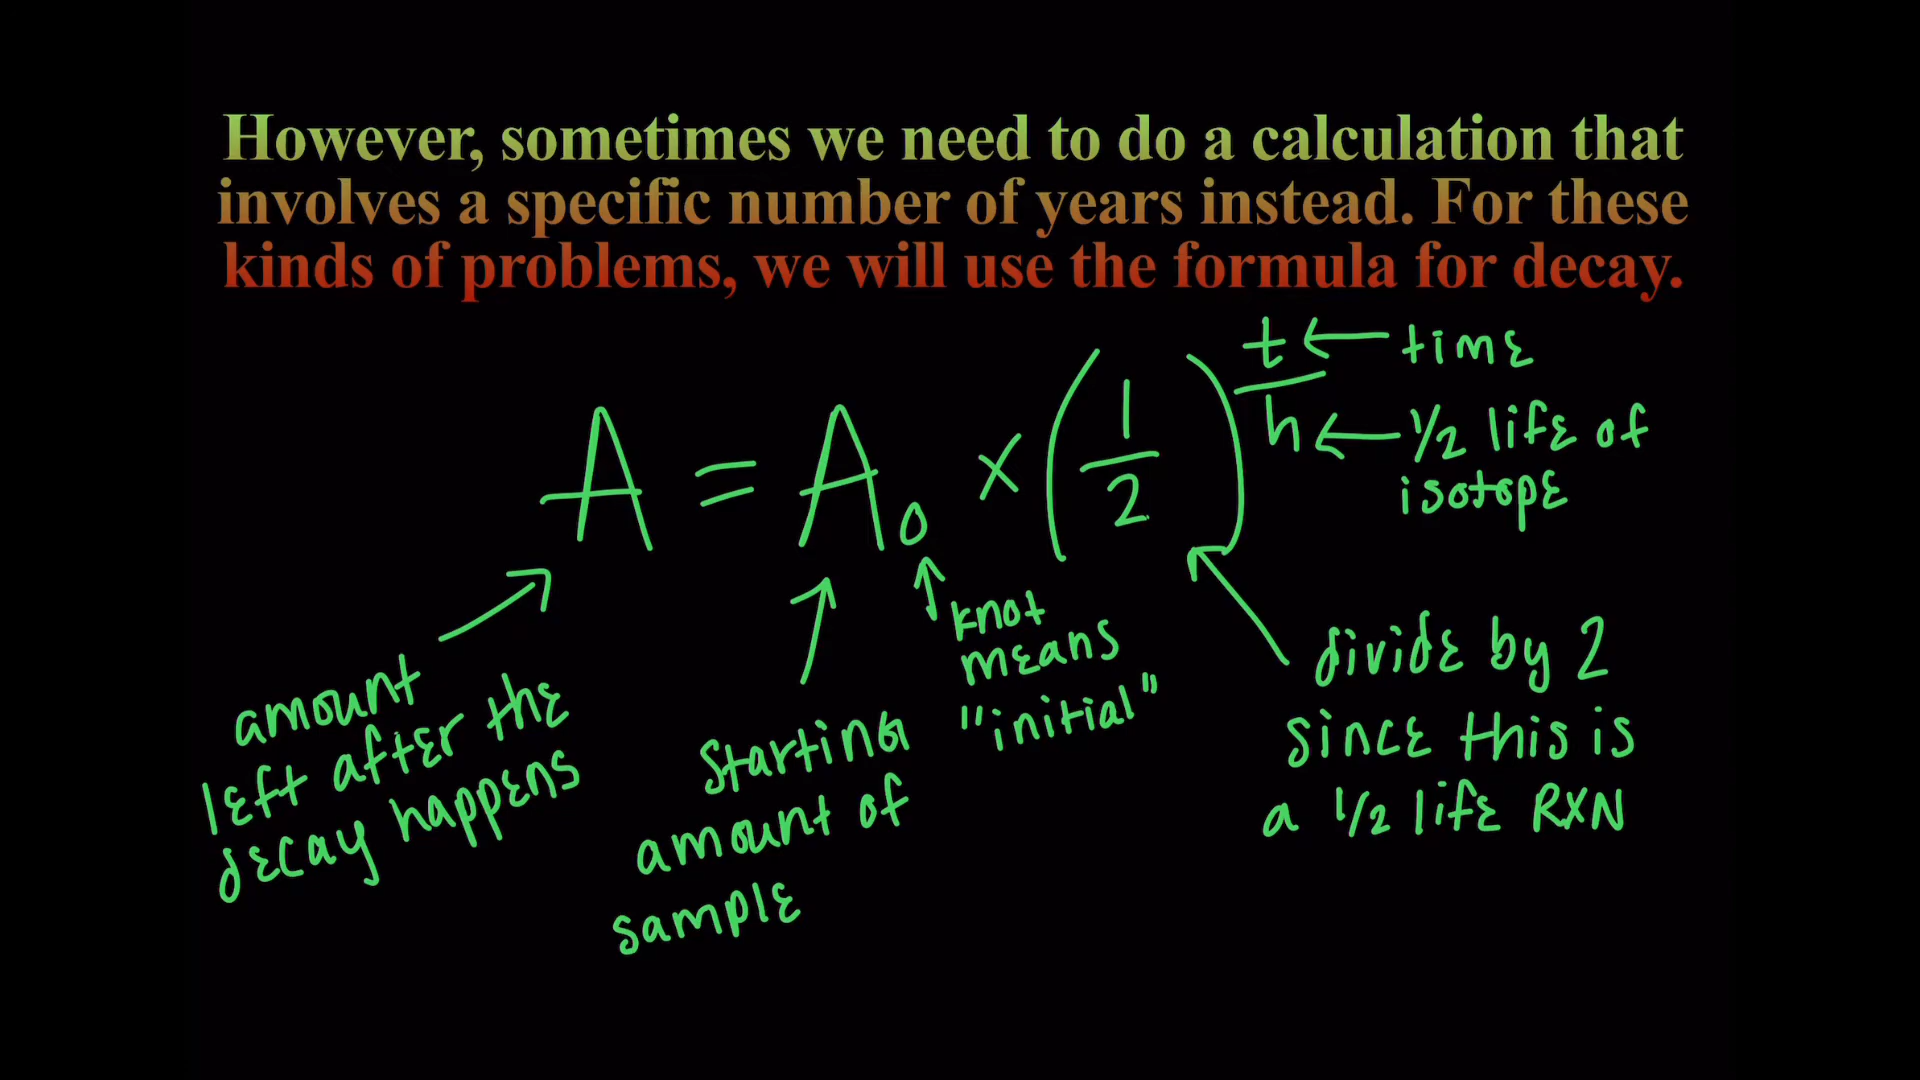 However, sometimes we need to do a calculation that
involves a specific number of years instead. For these
kinds of problems, we will use the formula for decay.
A = A₀ × (1/2)^(t/h)
t ← time
h ← 1/2 life of
isotope
amount
left after the
decay happens
starting
amount of
sample
knot
means
"initial"
divide by 2
since this is
a 1/2 life RXN